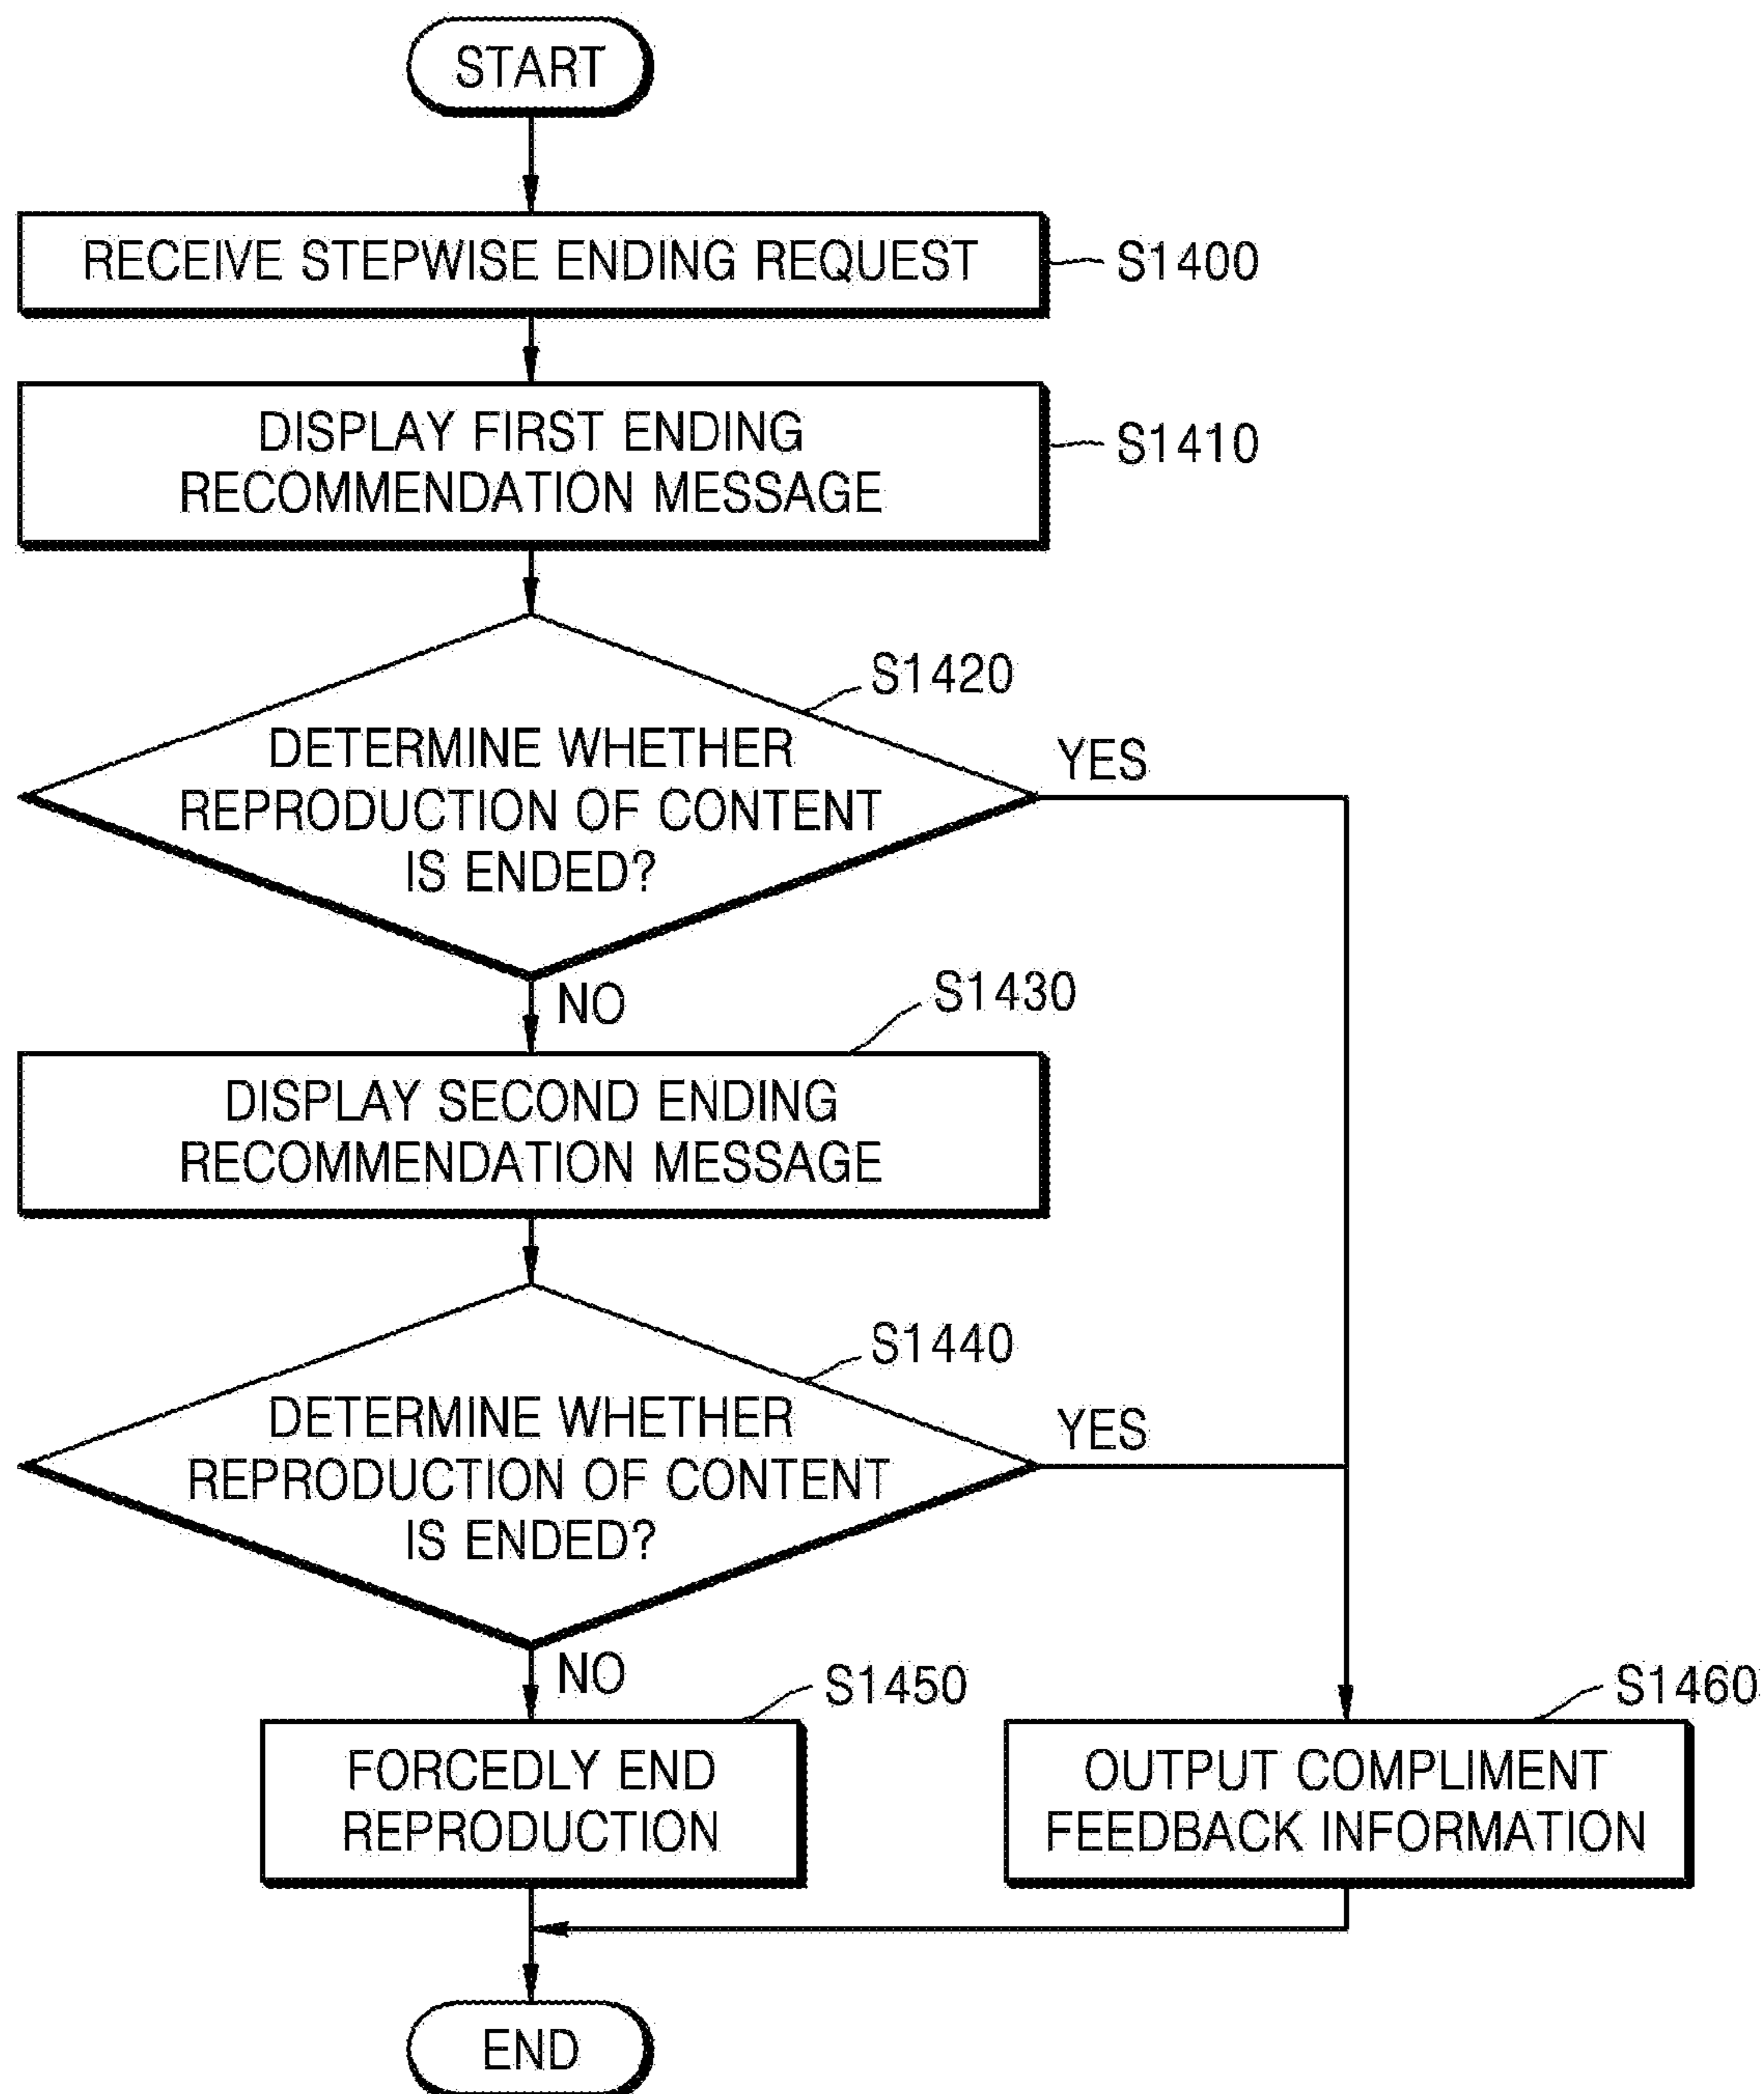 START
RECEIVE STEPWISE ENDING REQUEST
S1400
DISPLAY FIRST ENDING
RECOMMENDATION MESSAGE
S1410
S1420
DETERMINE WHETHER
REPRODUCTION OF CONTENT
IS ENDED?
YES
NO
S1430
DISPLAY SECOND ENDING
RECOMMENDATION MESSAGE
S1440
DETERMINE WHETHER
REPRODUCTION OF CONTENT
IS ENDED?
YES
NO
S1450
FORCEDLY END
REPRODUCTION
S1460
OUTPUT COMPLIMENT
FEEDBACK INFORMATION
END